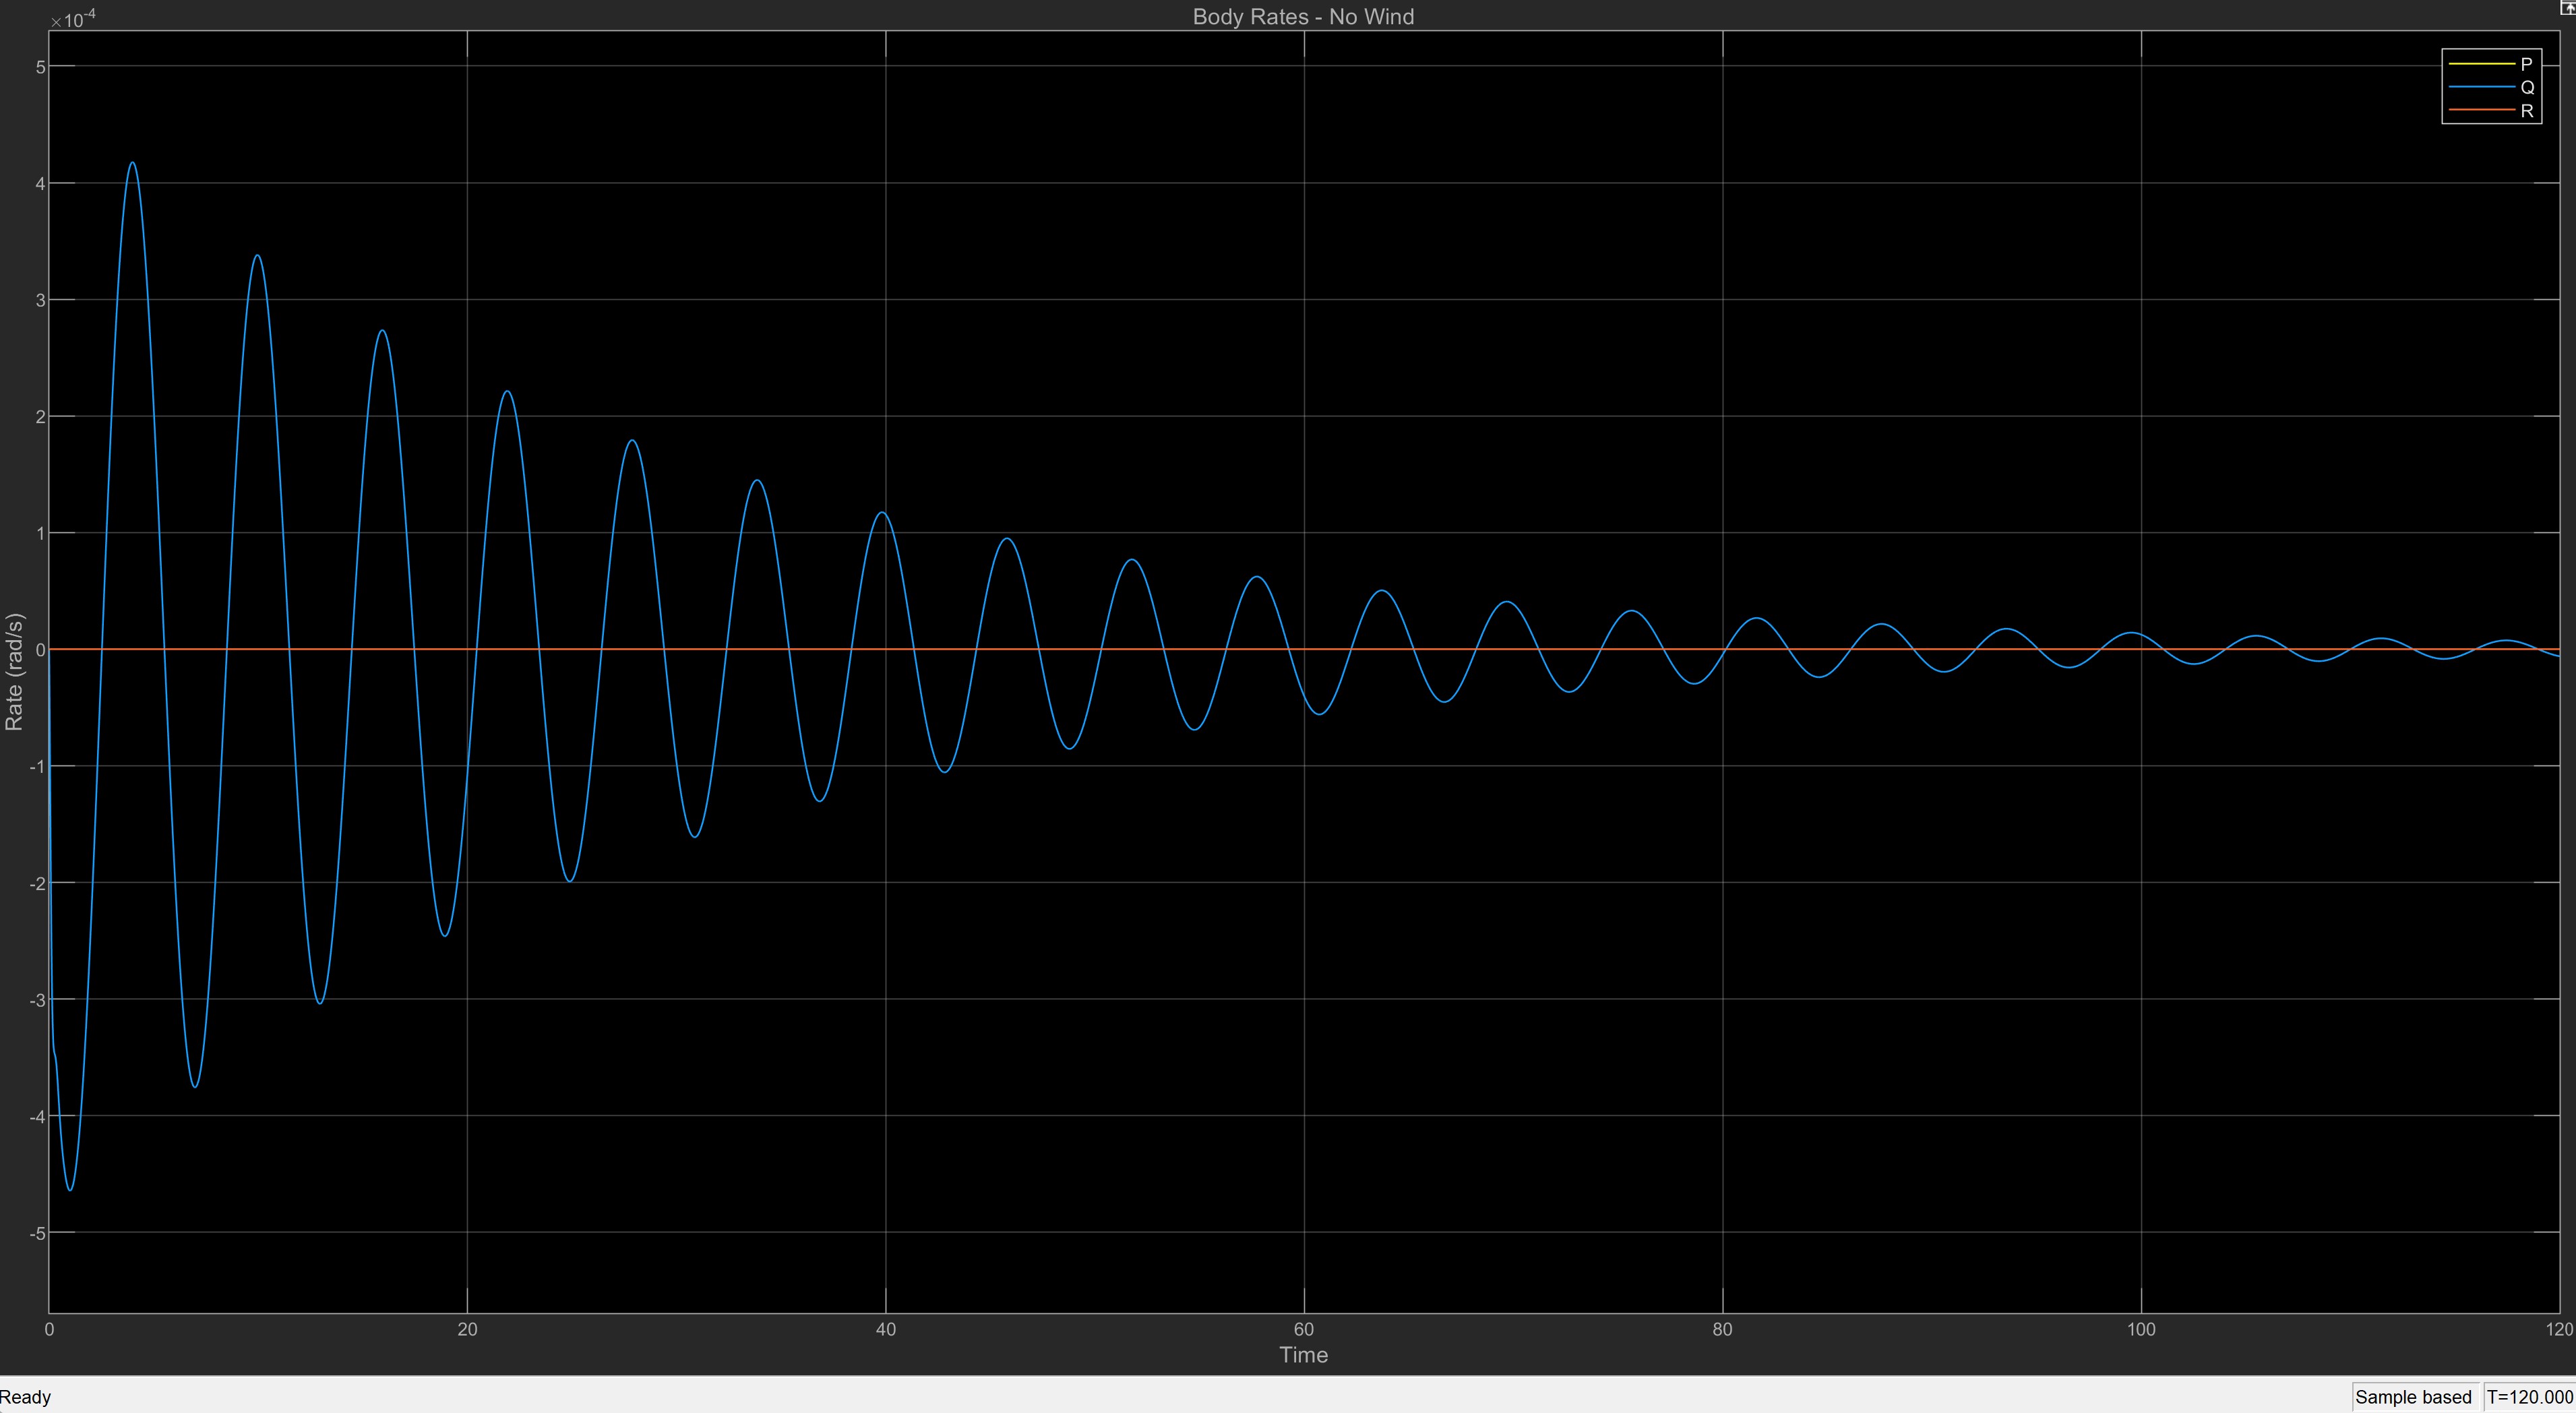 ×10-4
Body Rates - No Wind
P
Q
R
5
4
3
2
1
0
-1
-2
-3
-4
-5
Rate (rad/s)
0 20 40 60 80 100 120
Time
Ready Sample based T=120.000